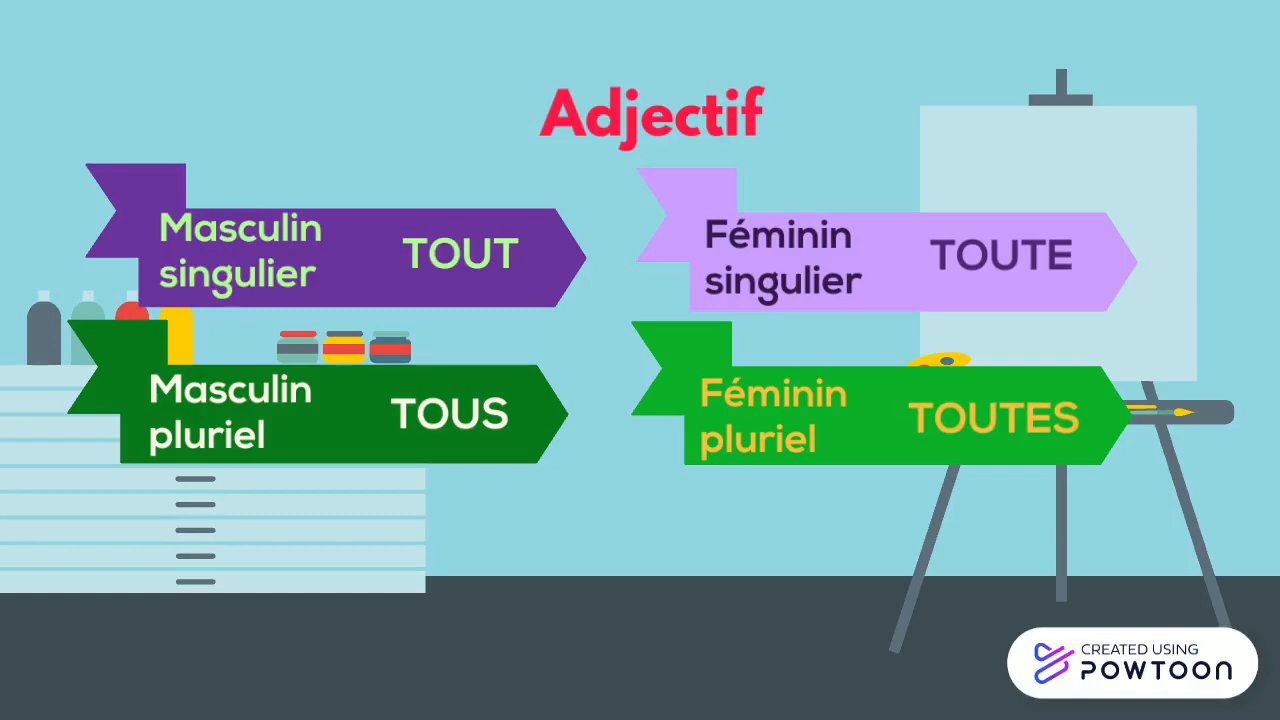 Adjectif
Masculin
singulier
TOUT
Féminin
singulier
TOUTE
Masculin
pluriel
TOUS
Féminin
pluriel
TOUTES
CREATED USING
POWTOON